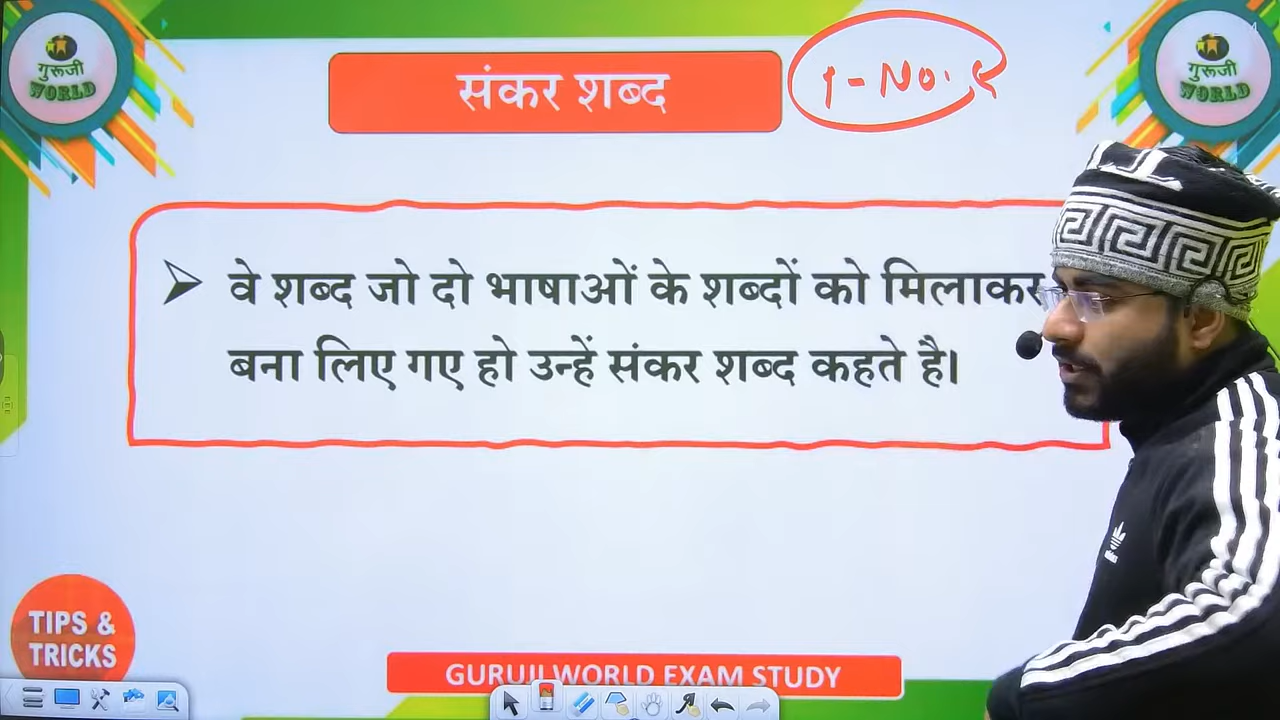 गुरूजी
WORLD
संकर शब्द
1 - No.
गुरूजी
WORLD
वे शब्द जो दो भाषाओं के शब्दों को मिलाकर
बना लिए गए हो उन्हें संकर शब्द कहते है।
TIPS &
TRICKS
GURUJI WORLD EXAM STUDY